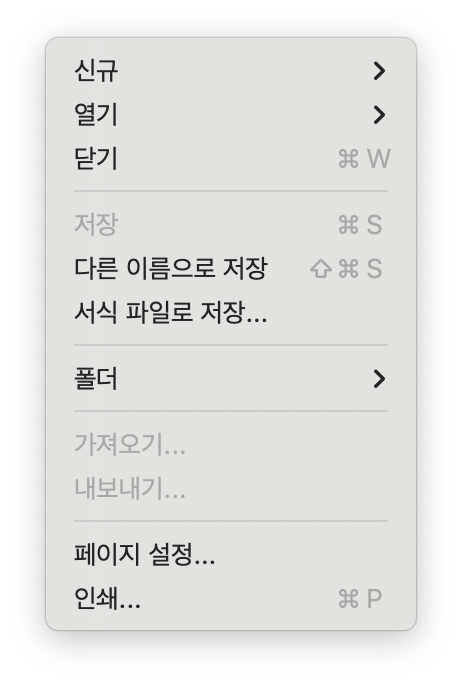 신규
열기
닫기 ⌘ W
저장 ⌘ S
다른 이름으로 저장 ⇧ ⌘ S
서식 파일로 저장...
폴더
가져오기...
내보내기...
페이지 설정...
인쇄... ⌘ P